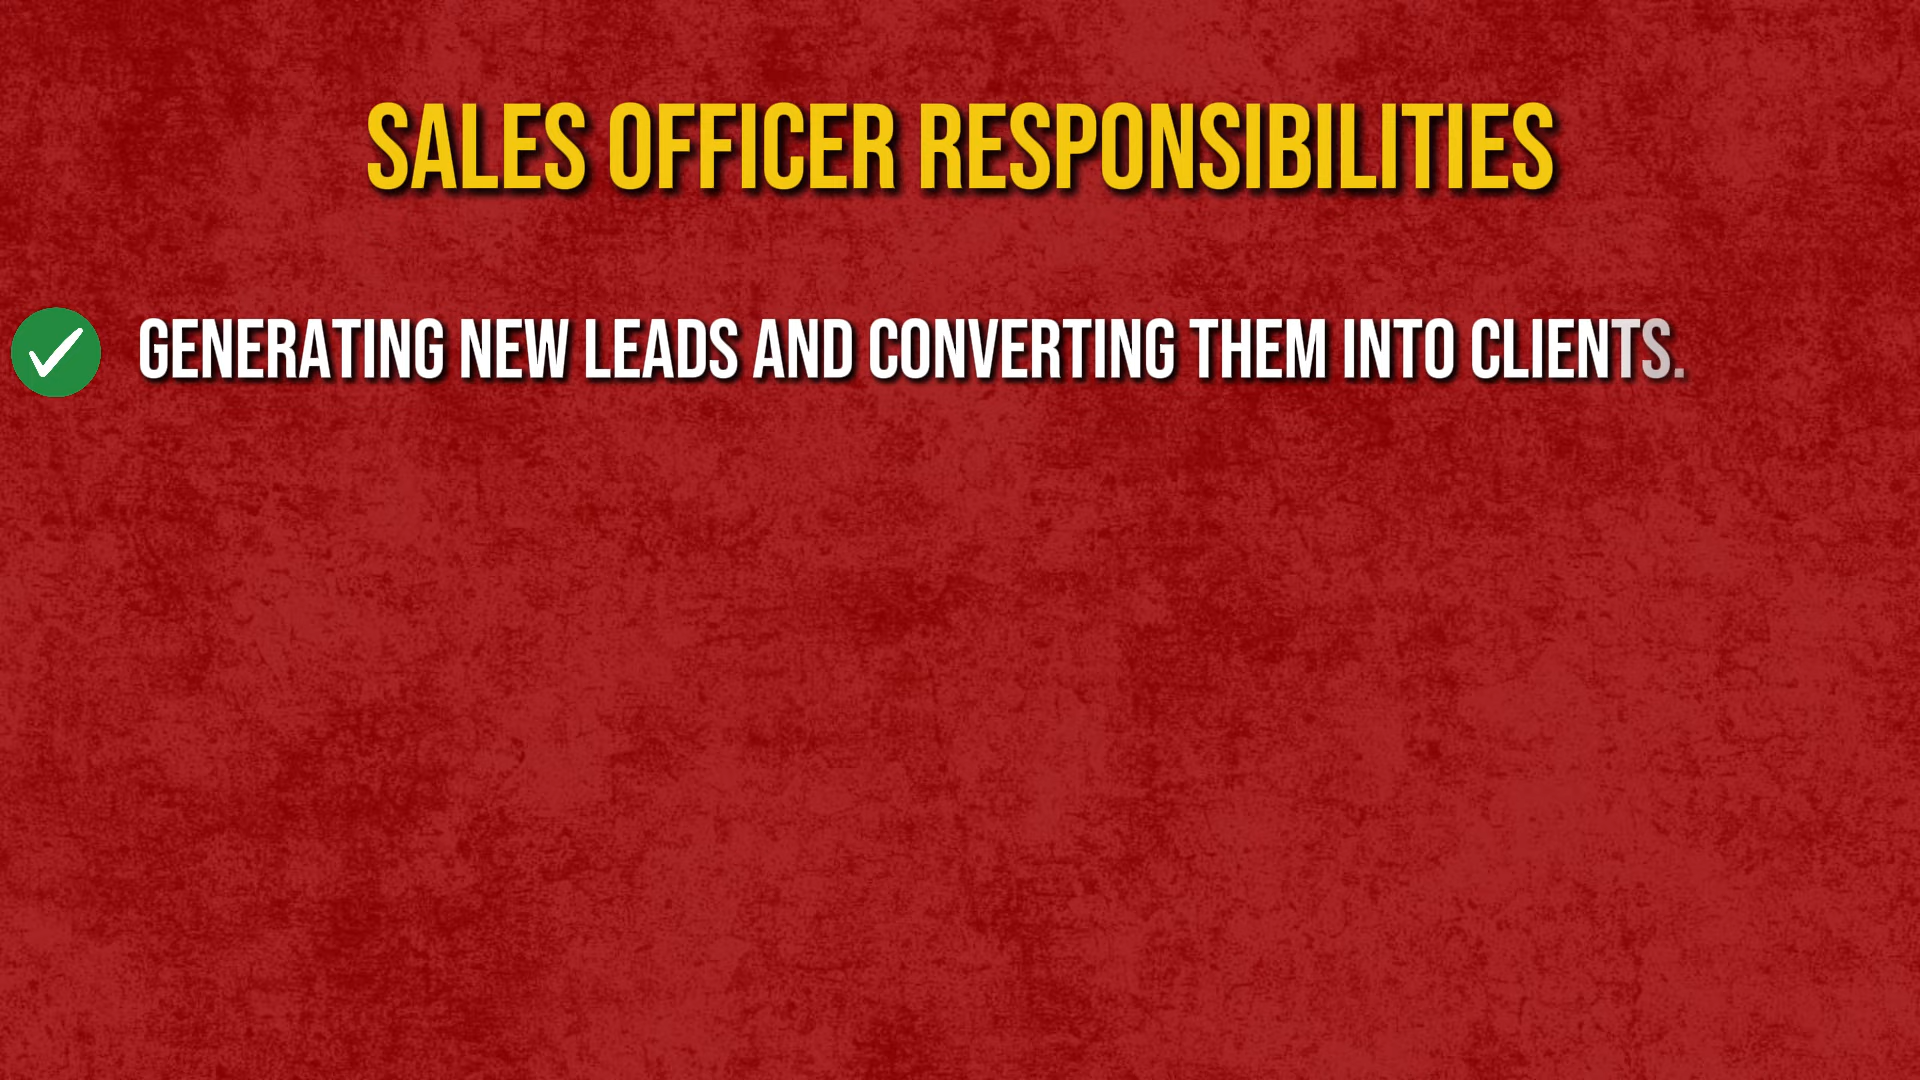 SALES OFFICER RESPONSIBILITIES
GENERATING NEW LEADS AND CONVERTING THEM INTO CLIENTS.